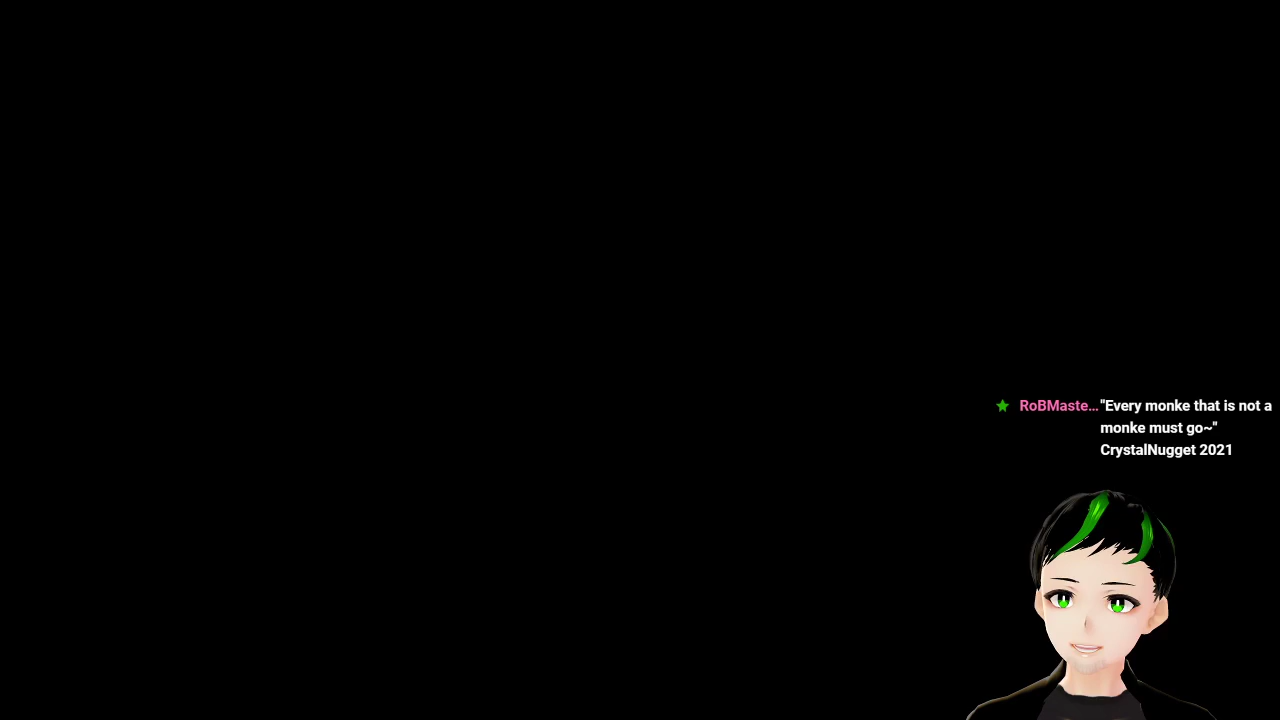 RoBMaste… "Every monke that is not a
monke must go~"
CrystalNugget 2021